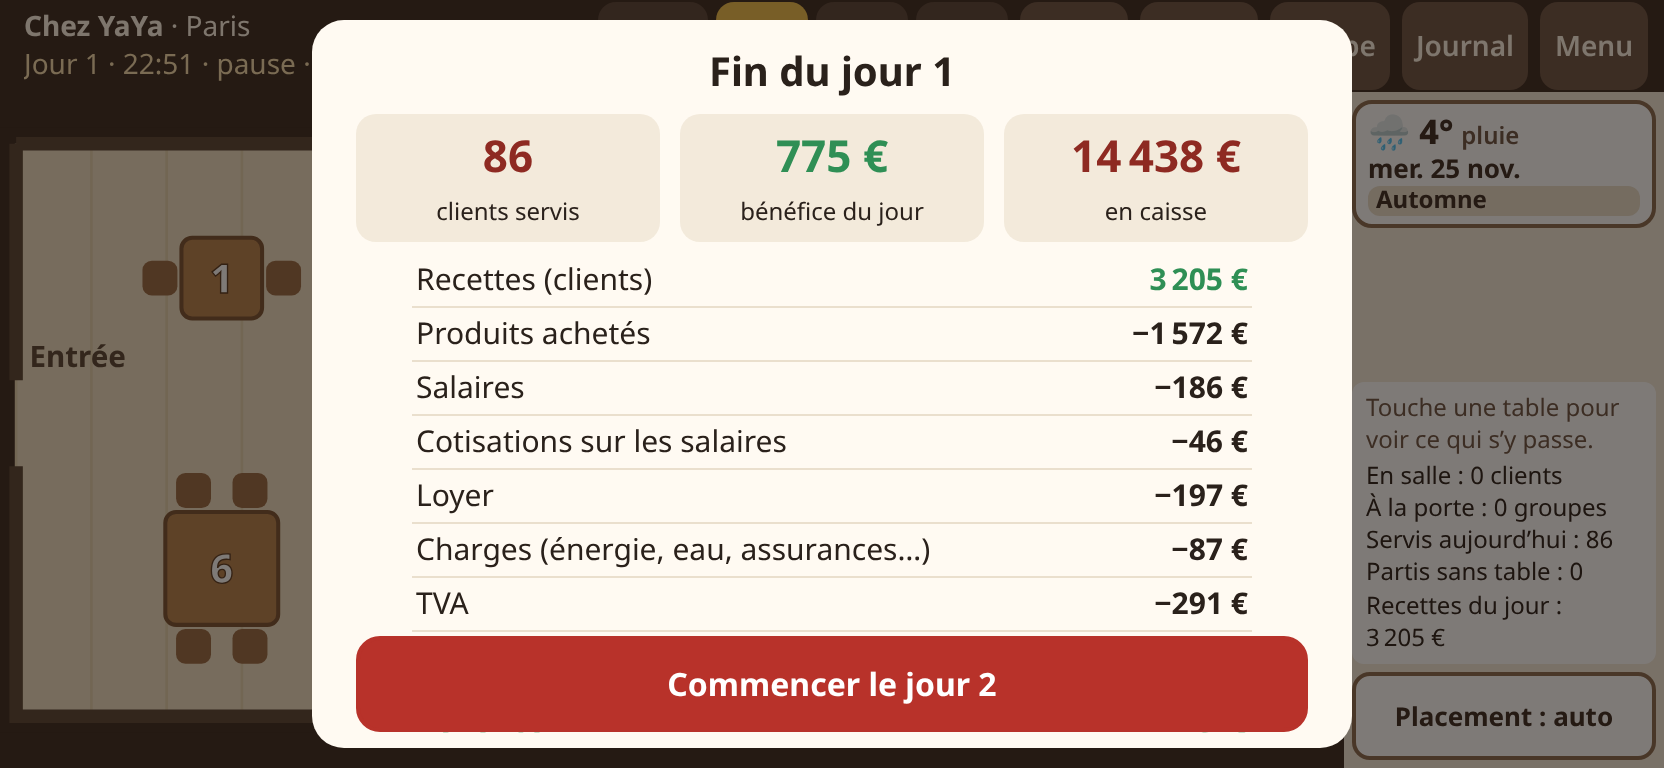 Chez YaYa · Paris
Jour 1 · 22:51 · pause ·
Journal
Menu
Fin du jour 1
86
clients servis
775 €
bénéfice du jour
14 438 €
en caisse
Recettes (clients) 3 205 €
Produits achetés −1 572 €
Salaires −186 €
Cotisations sur les salaires −46 €
Loyer −197 €
Charges (énergie, eau, assurances…) −87 €
TVA −291 €
Commencer le jour 2
1
Entrée
6
4° pluie
mer. 25 nov.
Automne
Touche une table pour
voir ce qui s’y passe.
En salle : 0 clients
À la porte : 0 groupes
Servis aujourd’hui : 86
Partis sans table : 0
Recettes du jour :
3 205 €
Placement : auto